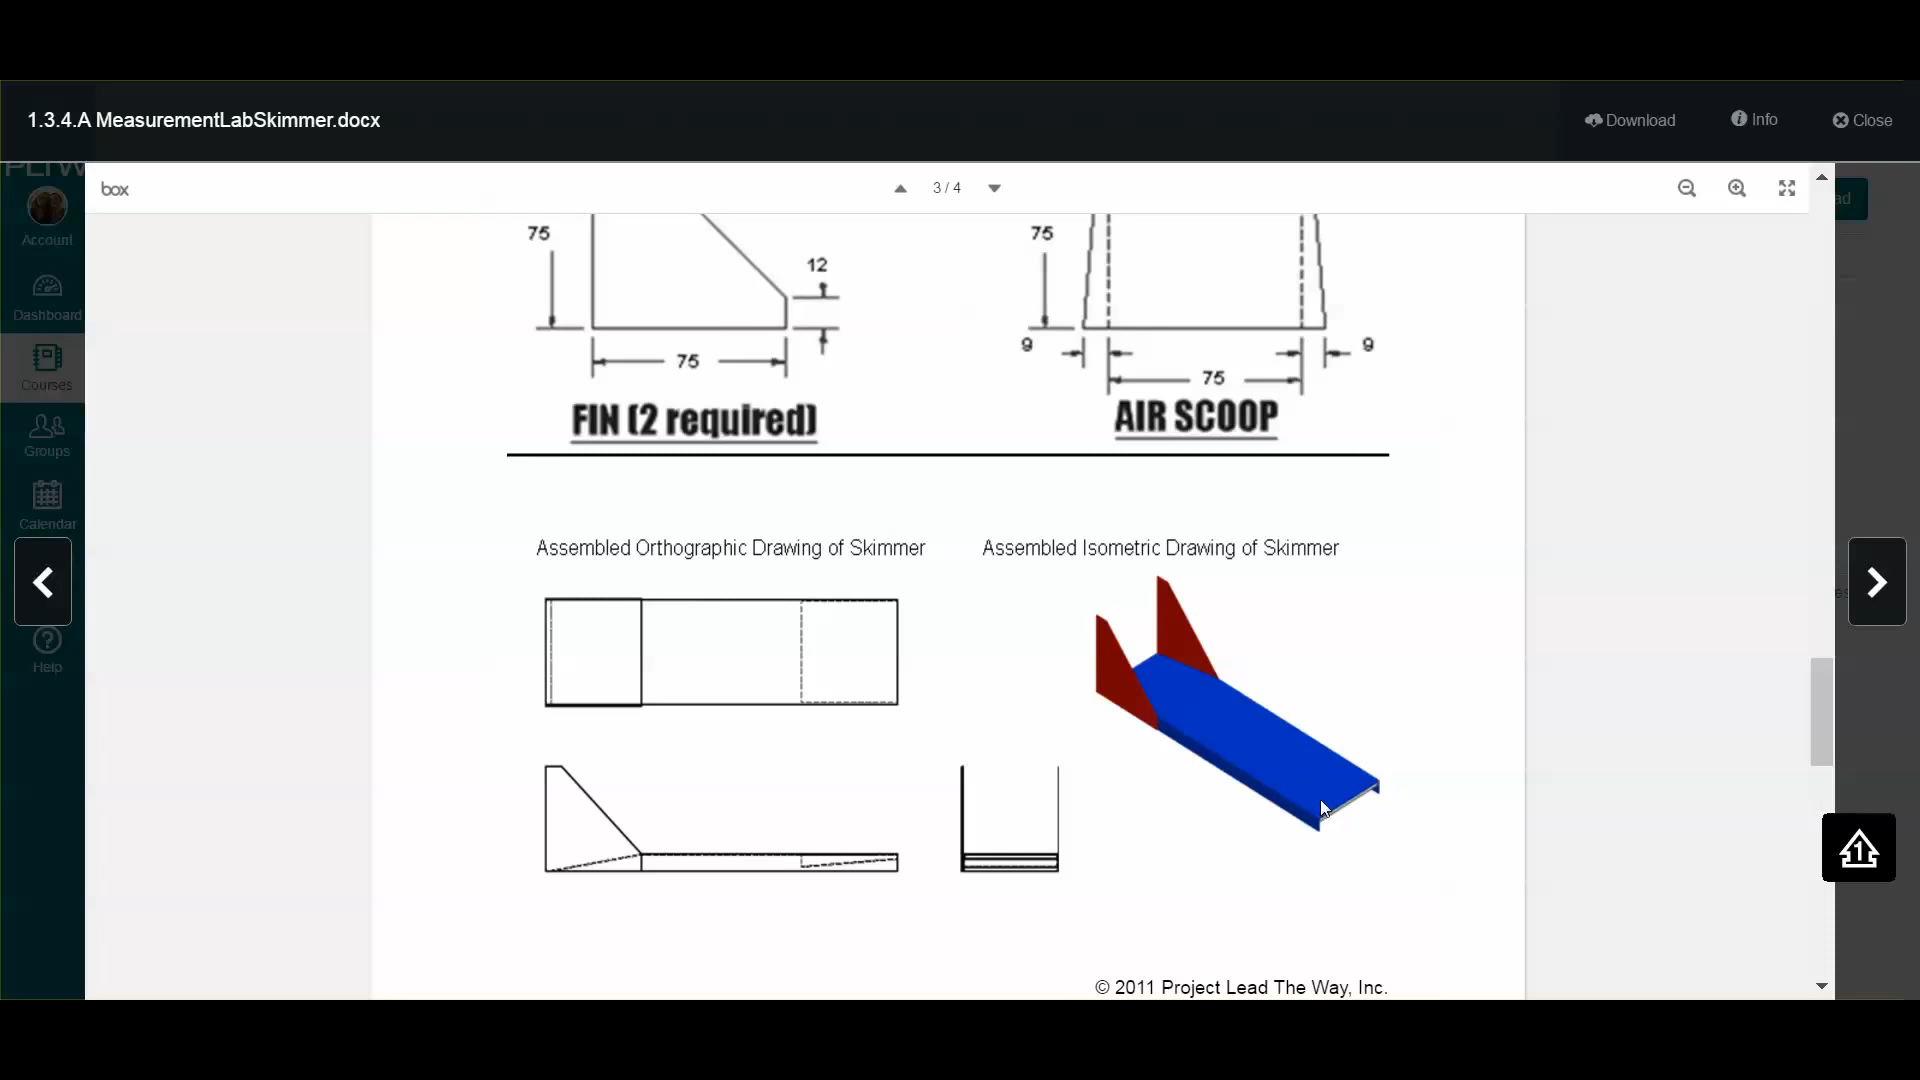 1.3.4.A MeasurementLabSkimmer.docx
Download
Info
Close
box
3 / 4
Account
Dashboard
Courses
Groups
Calendar
Help
75
12
75
FIN (2 required)
75
9
9
75
AIR SCOOP
Assembled Orthographic Drawing of Skimmer
Assembled Isometric Drawing of Skimmer
1
© 2011 Project Lead The Way, Inc.